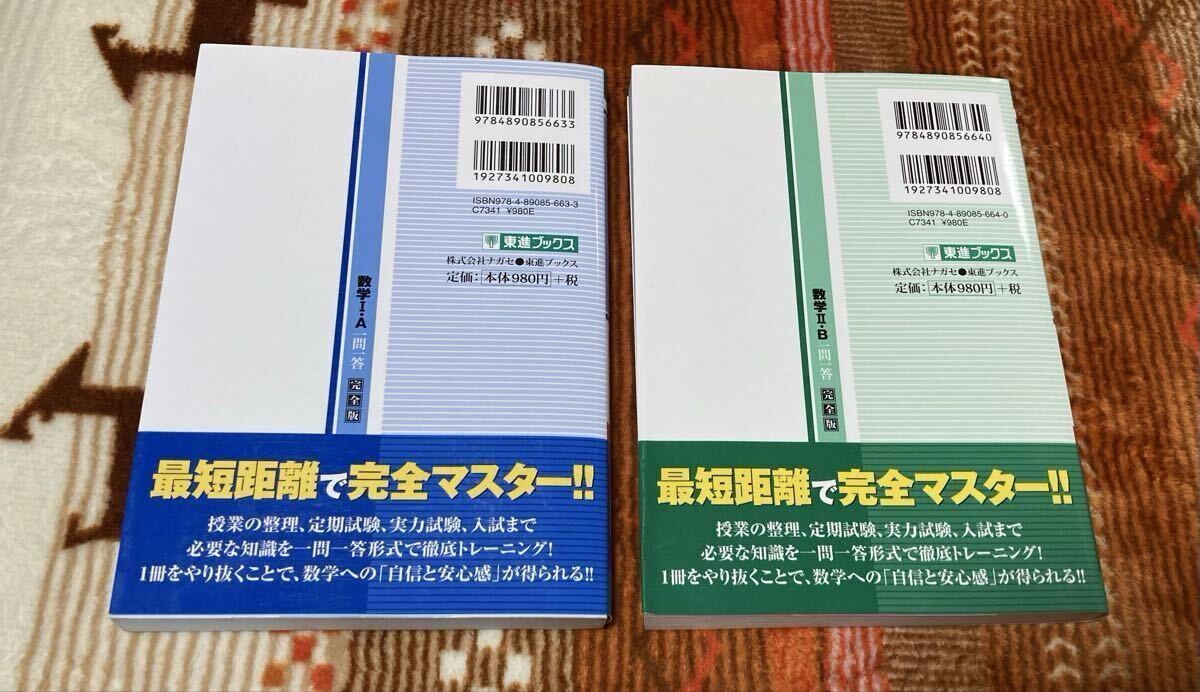 9784890856633
1927341009808
ISBN978-4-89085-663-3
C7341 ¥980E
東進ブックス
株式会社ナガセ●東進ブックス
定価：本体980円＋税
数学Ⅰ・A 一問一答 完全版
最短距離で完全マスター!!
授業の整理、定期試験、実力試験、入試まで
必要な知識を一問一答形式で徹底トレーニング！
1冊をやり抜くことで、数学への「自信と安心感」が得られる!!
9784890856640
1927341009808
ISBN978-4-89085-664-0
C7341 ¥980E
東進ブックス
株式会社ナガセ●東進ブックス
定価：本体980円＋税
数学Ⅱ・B 一問一答 完全版
最短距離で完全マスター!!
授業の整理、定期試験、実力試験、入試まで
必要な知識を一問一答形式で徹底トレーニング！
1冊をやり抜くことで、数学への「自信と安心感」が得られる!!